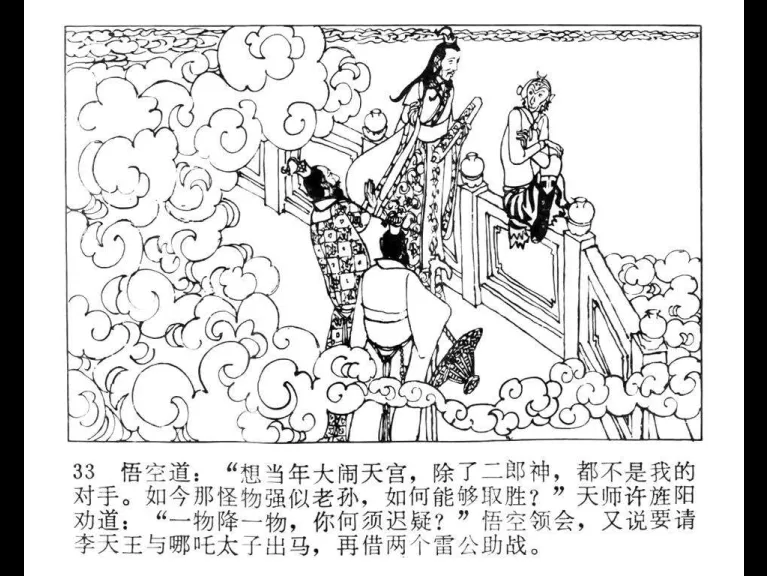 33 悟空道：“想当年大闹天宫，除了二郎神，都不是我的
对手。如今那怪物强似老孙，如何能够取胜？”天师许旌阳
劝道：“一物降一物，你何须迟疑？”悟空领会，又说要请
李天王与哪吒太子出马，再借两个雷公助战。